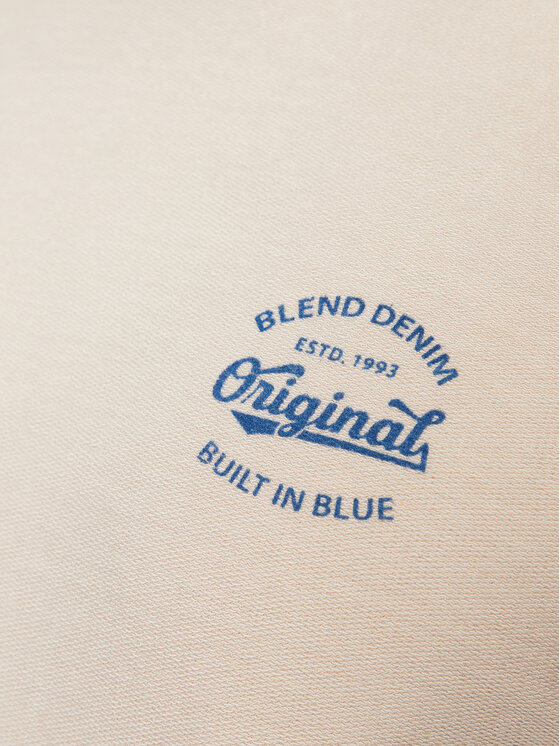 BLEND DENIM
ESTD. 1993
Original
BUILT IN BLUE